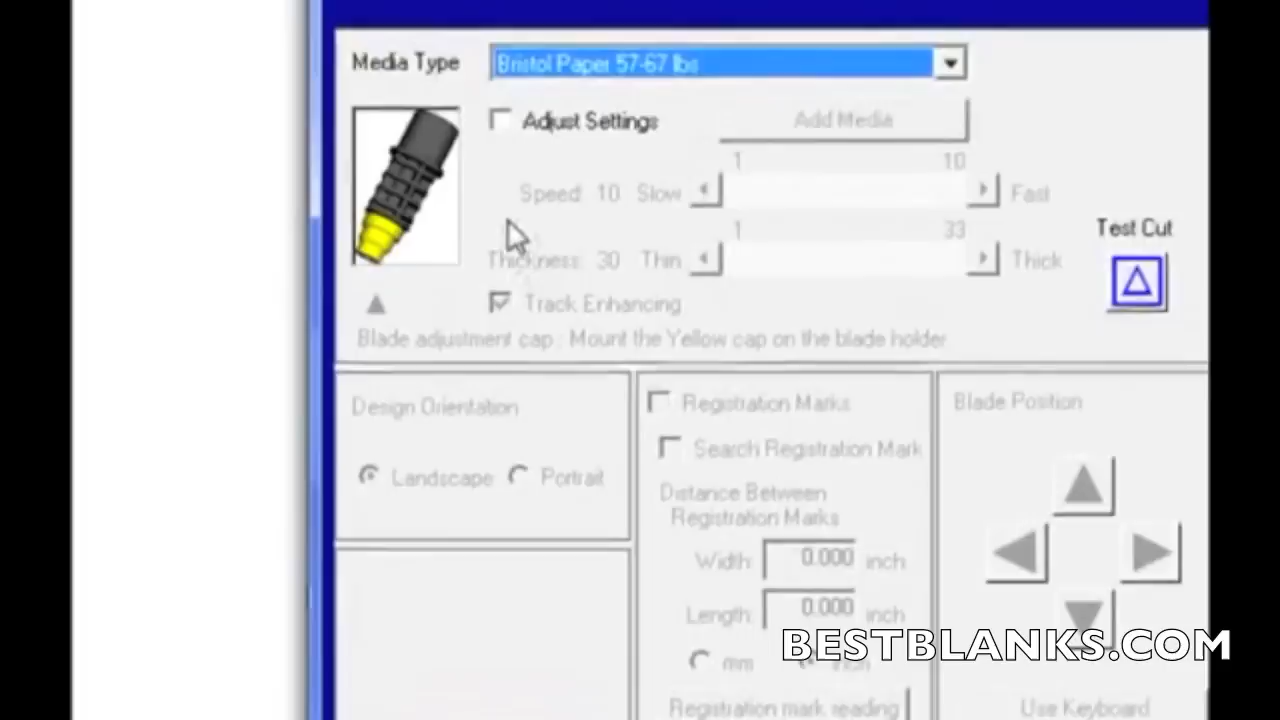 Media Type
Bristol Paper 57-67 lbs
Adjust Settings
Add Media
1 10
Speed: 10 Slow Fast
1 33
Thickness: 30 Thin Thick
Test Cut
Track Enhancing
Blade adjustment cap : Mount the Yellow cap on the blade holder
Design Orientation
Landscape Portrait
Registration Marks
Search Registration Mark
Distance Between
Registration Marks
Width: 0.000 inch
Length: 0.000 inch
mm inch
Registration mark reading
Blade Position
Use Keyboard
BESTBLANKS.COM